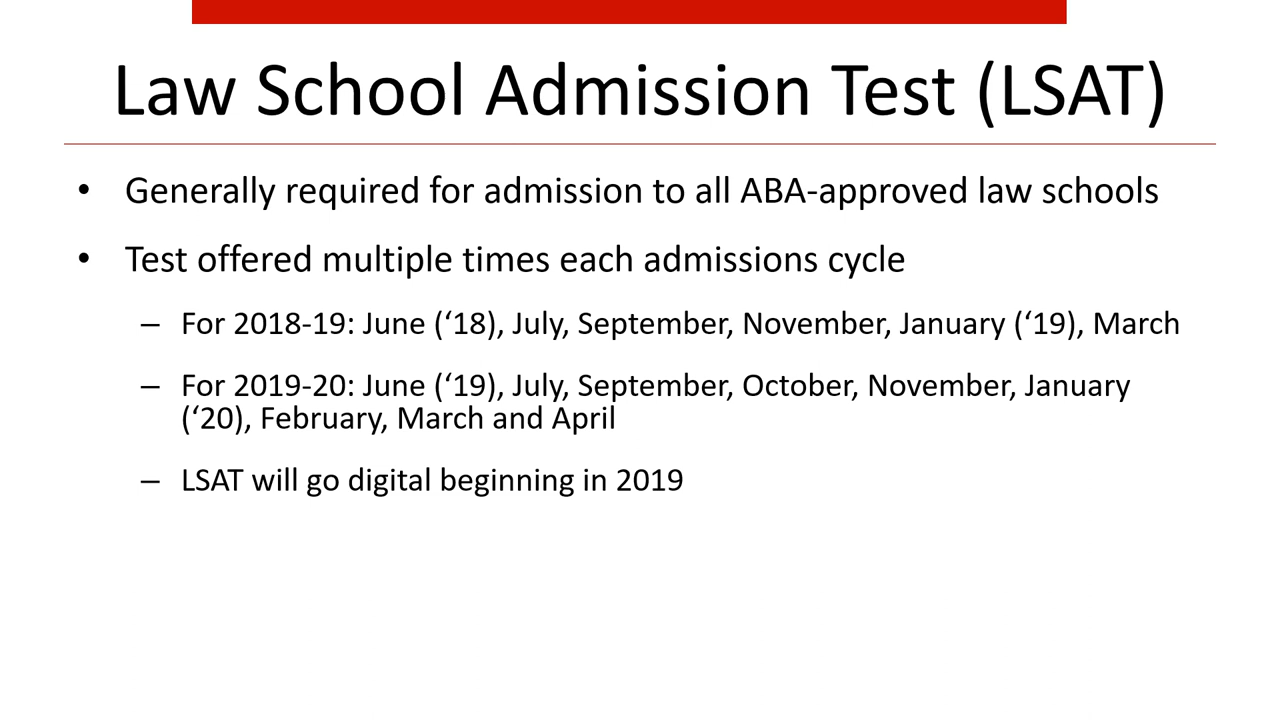 Law School Admission Test (LSAT)
• Generally required for admission to all ABA-approved law schools
• Test offered multiple times each admissions cycle
– For 2018-19: June (‘18), July, September, November, January (‘19), March
– For 2019-20: June (‘19), July, September, October, November, January
(‘20), February, March and April
– LSAT will go digital beginning in 2019